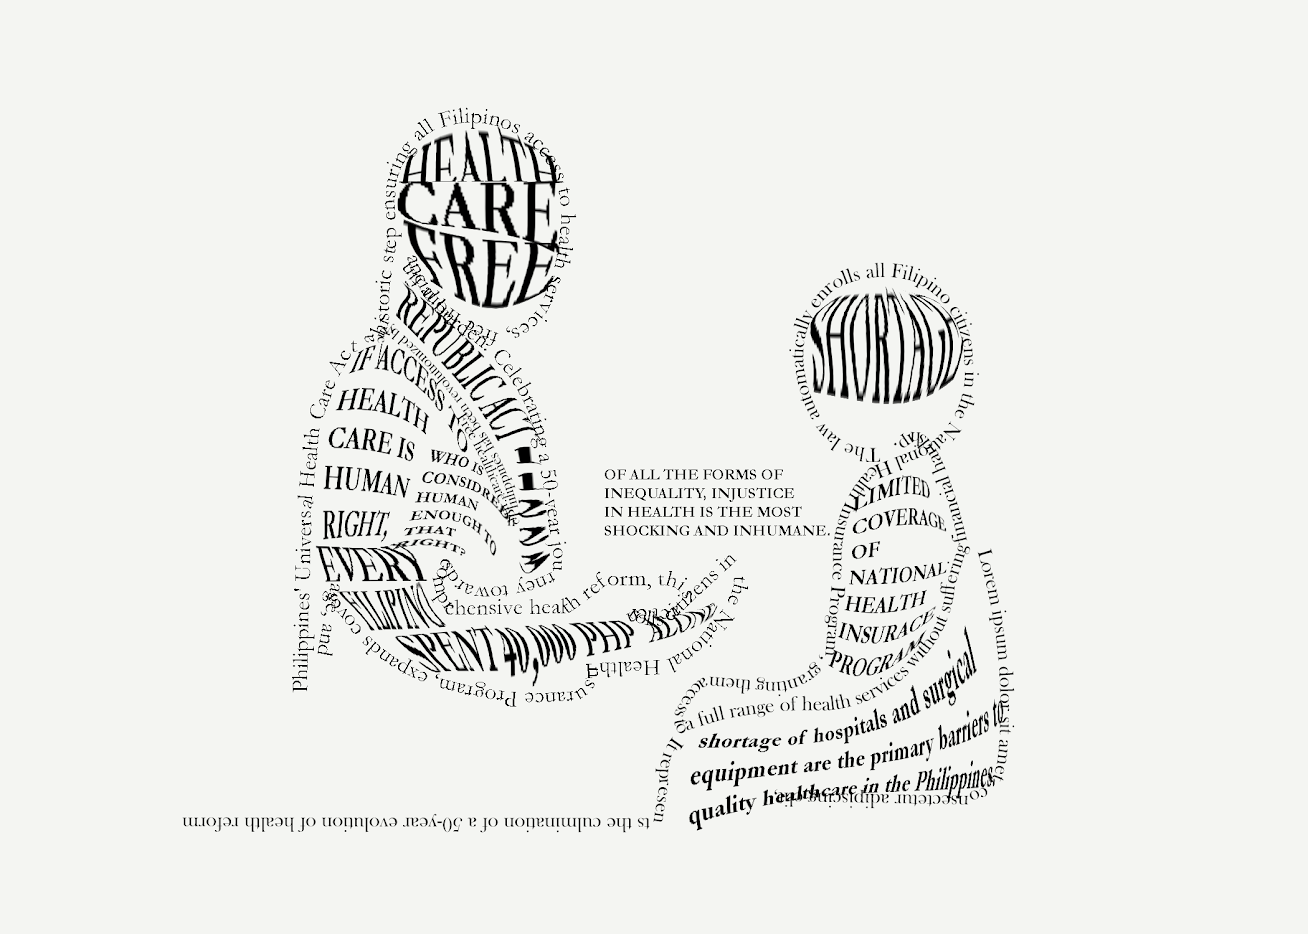 Philippines' Universal Health Care Act
a historic step ensuring all Filipinos access to health services,
HEALTH
CARE
FREE
REPUBLIC ACT 11223
Celebrating a 50-year journey towards
comprehensive health reform, this
IF ACCESS TO
HEALTH
CARE IS
HUMAN
RIGHT,
WHO IS
CONSIDRED
HUMAN
ENOUGH TO
THAT
RIGHT?
EVERY
FILIPINO
SPENT 40,000 PHP
citizens in
the National Health
Insurance Program, expands
and
OF ALL THE FORMS OF
INEQUALITY, INJUSTICE
IN HEALTH IS THE MOST
SHOCKING AND INHUMANE.
The law automatically enrolls all Filipino citizens in the National Health Insurance Program, granting them access to
a full range of health services without suffering financial hardship.
SHORTAGE
LIMITED
COVERAGE
OF
NATIONAL
HEALTH
INSURACE
PROGRAM
shortage of hospitals and surgical
equipment are the primary barriers to
quality healthcare in the Philippines.
Lorem ipsum dolor sit amet,
consectetur adipiscing elit,
It represen
ts the culmination of a 50-year evolution of health reform